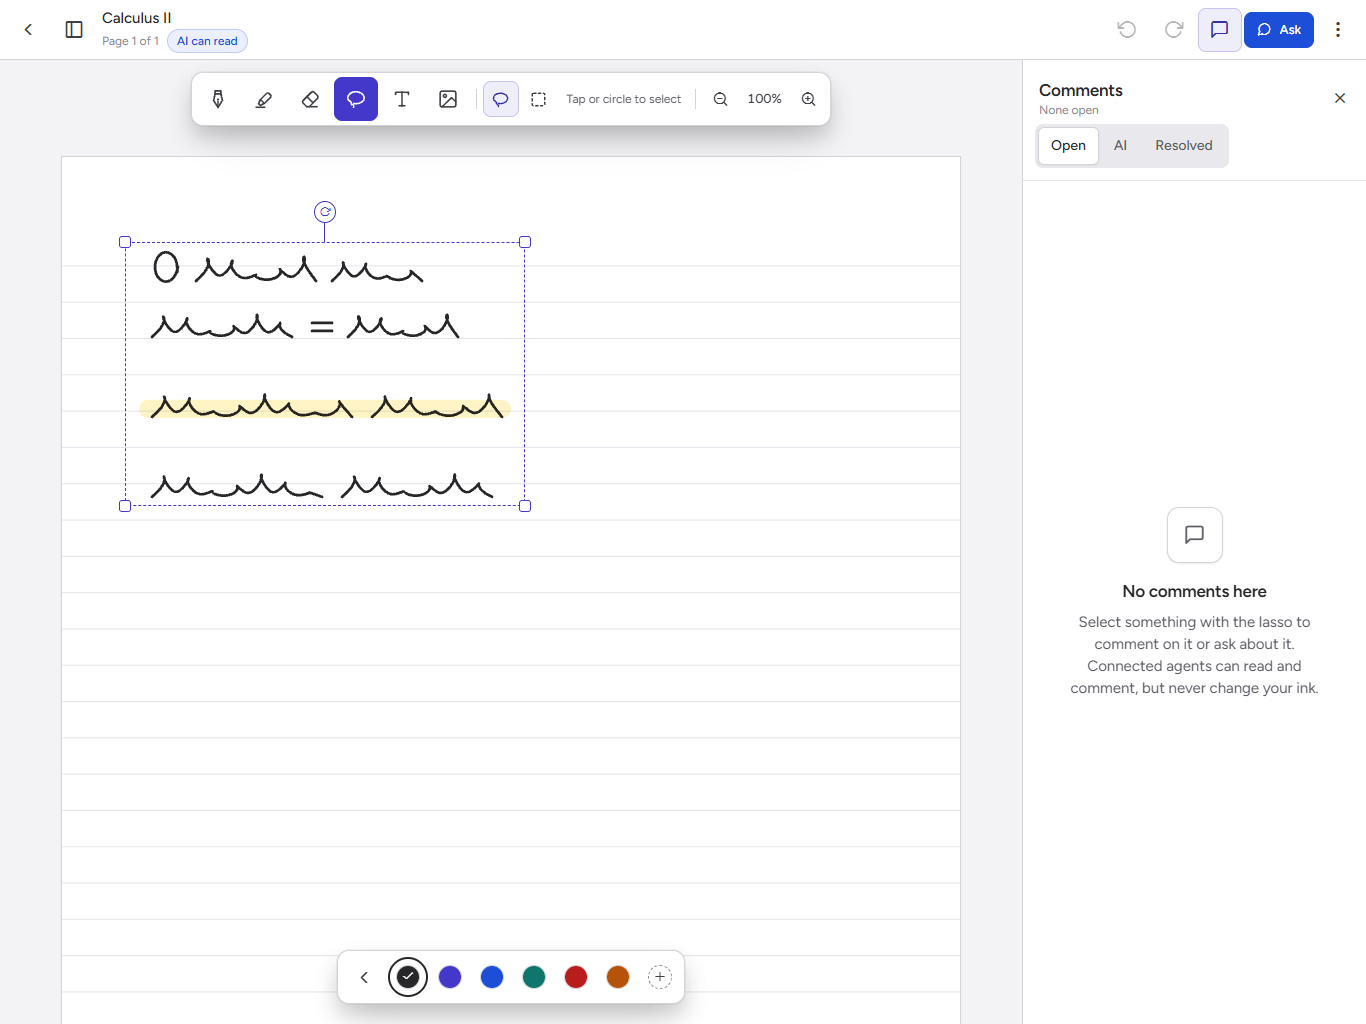 Calculus II
Page 1 of 1 AI can read
Ask
Tap or circle to select 100%
Comments
None open
Open AI Resolved
0
=
No comments here
Select something with the lasso to
comment on it or ask about it.
Connected agents can read and
comment, but never change your ink.